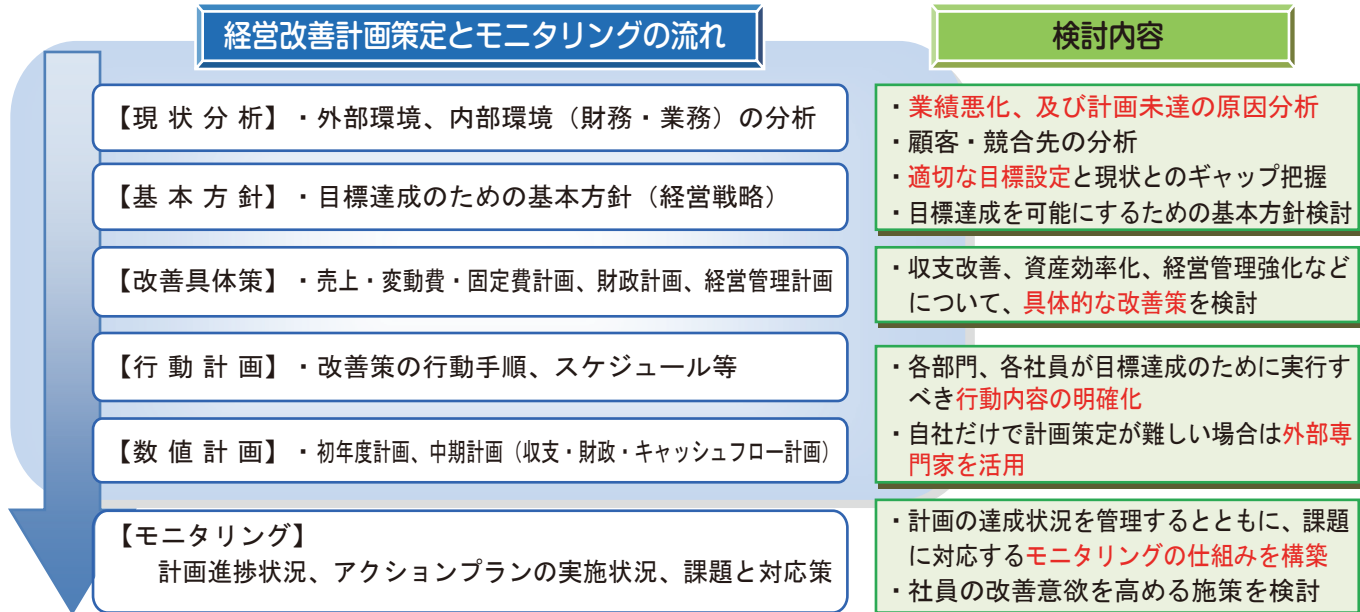 経営改善計画策定とモニタリングの流れ
検討内容
【現 状 分 析】・外部環境、内部環境（財務・業務）の分析
【基 本 方 針】・目標達成のための基本方針（経営戦略）
・業績悪化、及び計画未達の原因分析
・顧客・競合先の分析
・適切な目標設定と現状とのギャップ把握
・目標達成を可能にするための基本方針検討
【改善具体策】・売上・変動費・固定費計画、財政計画、経営管理計画
・収支改善、資産効率化、経営管理強化など
について、具体的な改善策を検討
【行 動 計 画】・改善策の行動手順、スケジュール等
【数 値 計 画】・初年度計画、中期計画（収支・財政・キャッシュフロー計画）
・各部門、各社員が目標達成のために実行す
べき行動内容の明確化
・自社だけで計画策定が難しい場合は外部専
門家を活用
【モニタリング】
計画進捗状況、アクションプランの実施状況、課題と対応策
・計画の達成状況を管理するとともに、課題
に対応するモニタリングの仕組みを構築
・社員の改善意欲を高める施策を検討